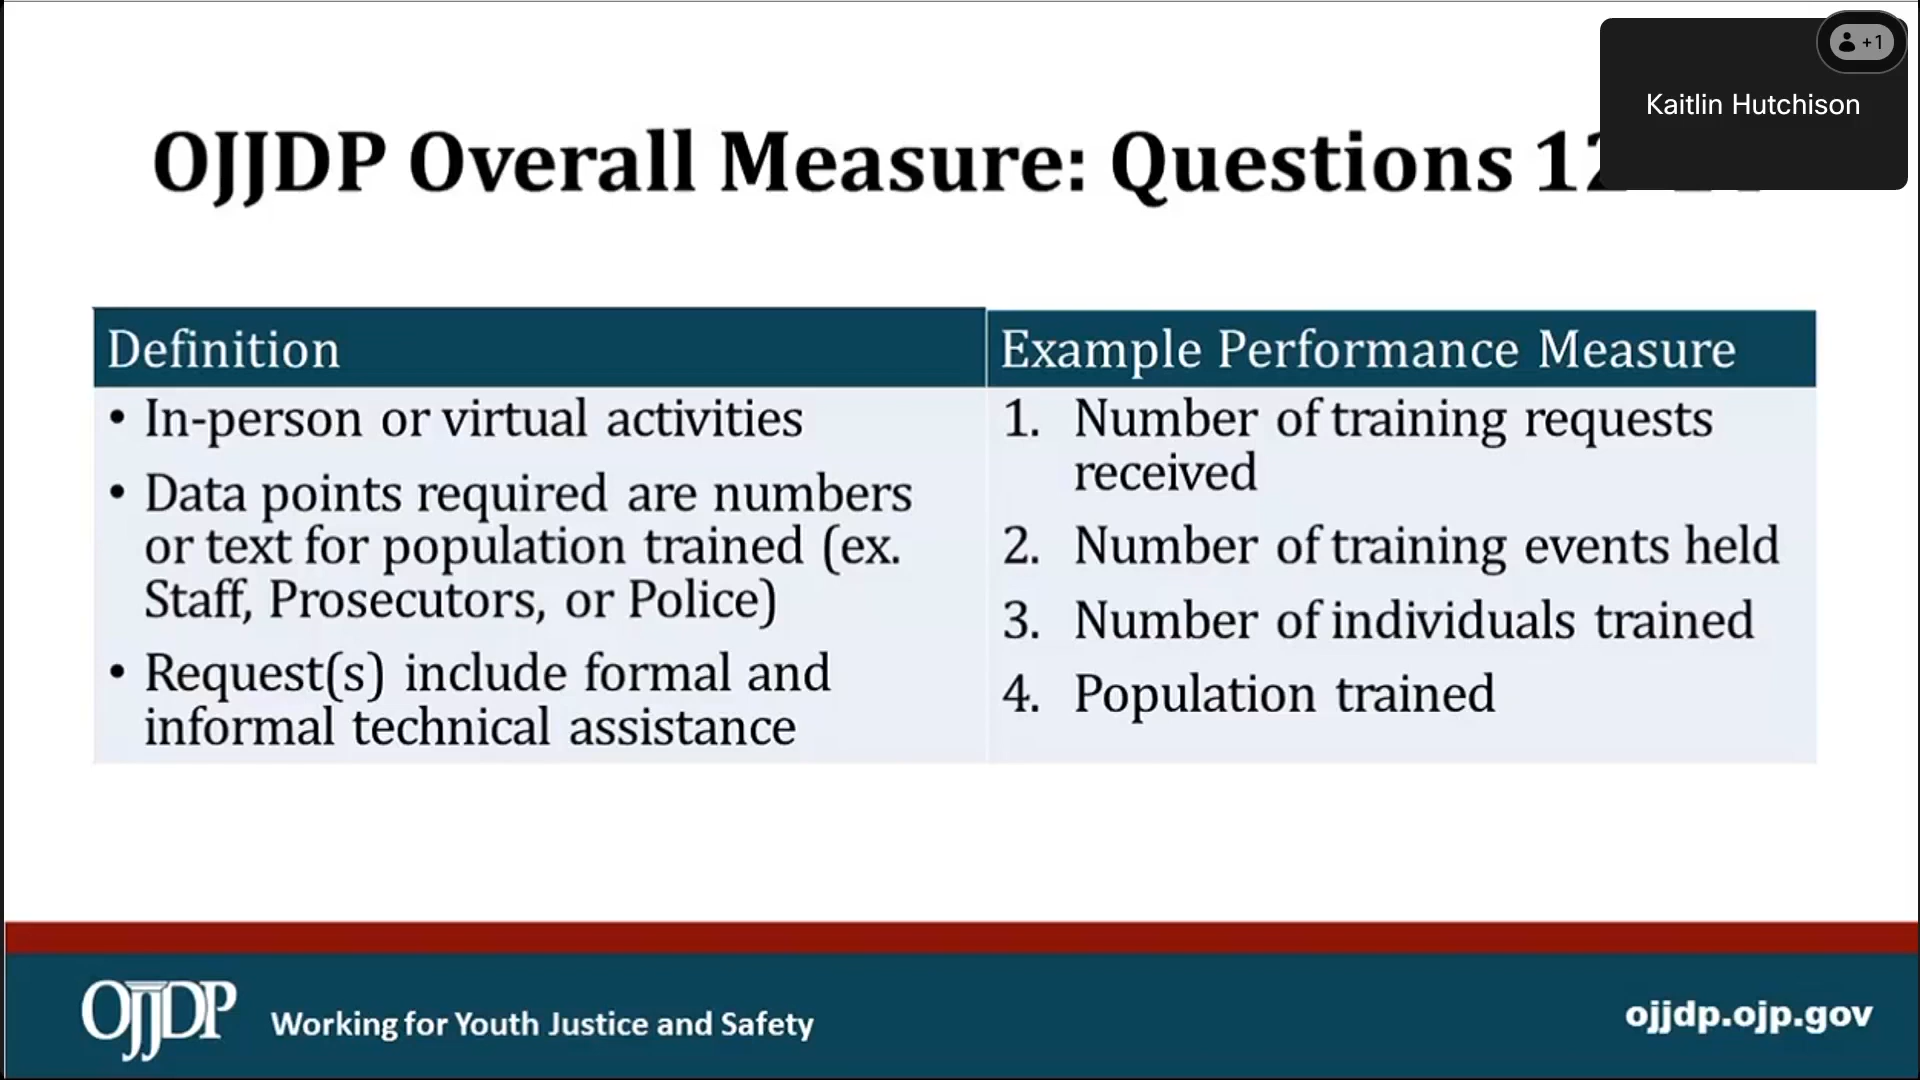 +1
Kaitlin Hutchison
OJJDP Overall Measure: Questions
Definition
Example Performance Measure
• In-person or virtual activities
• Data points required are numbers
or text for population trained (ex.
Staff, Prosecutors, or Police)
• Request(s) include formal and
informal technical assistance
1. Number of training requests
received
2. Number of training events held
3. Number of individuals trained
4. Population trained
OJJDP
Working for Youth Justice and Safety
ojjdp.ojp.gov